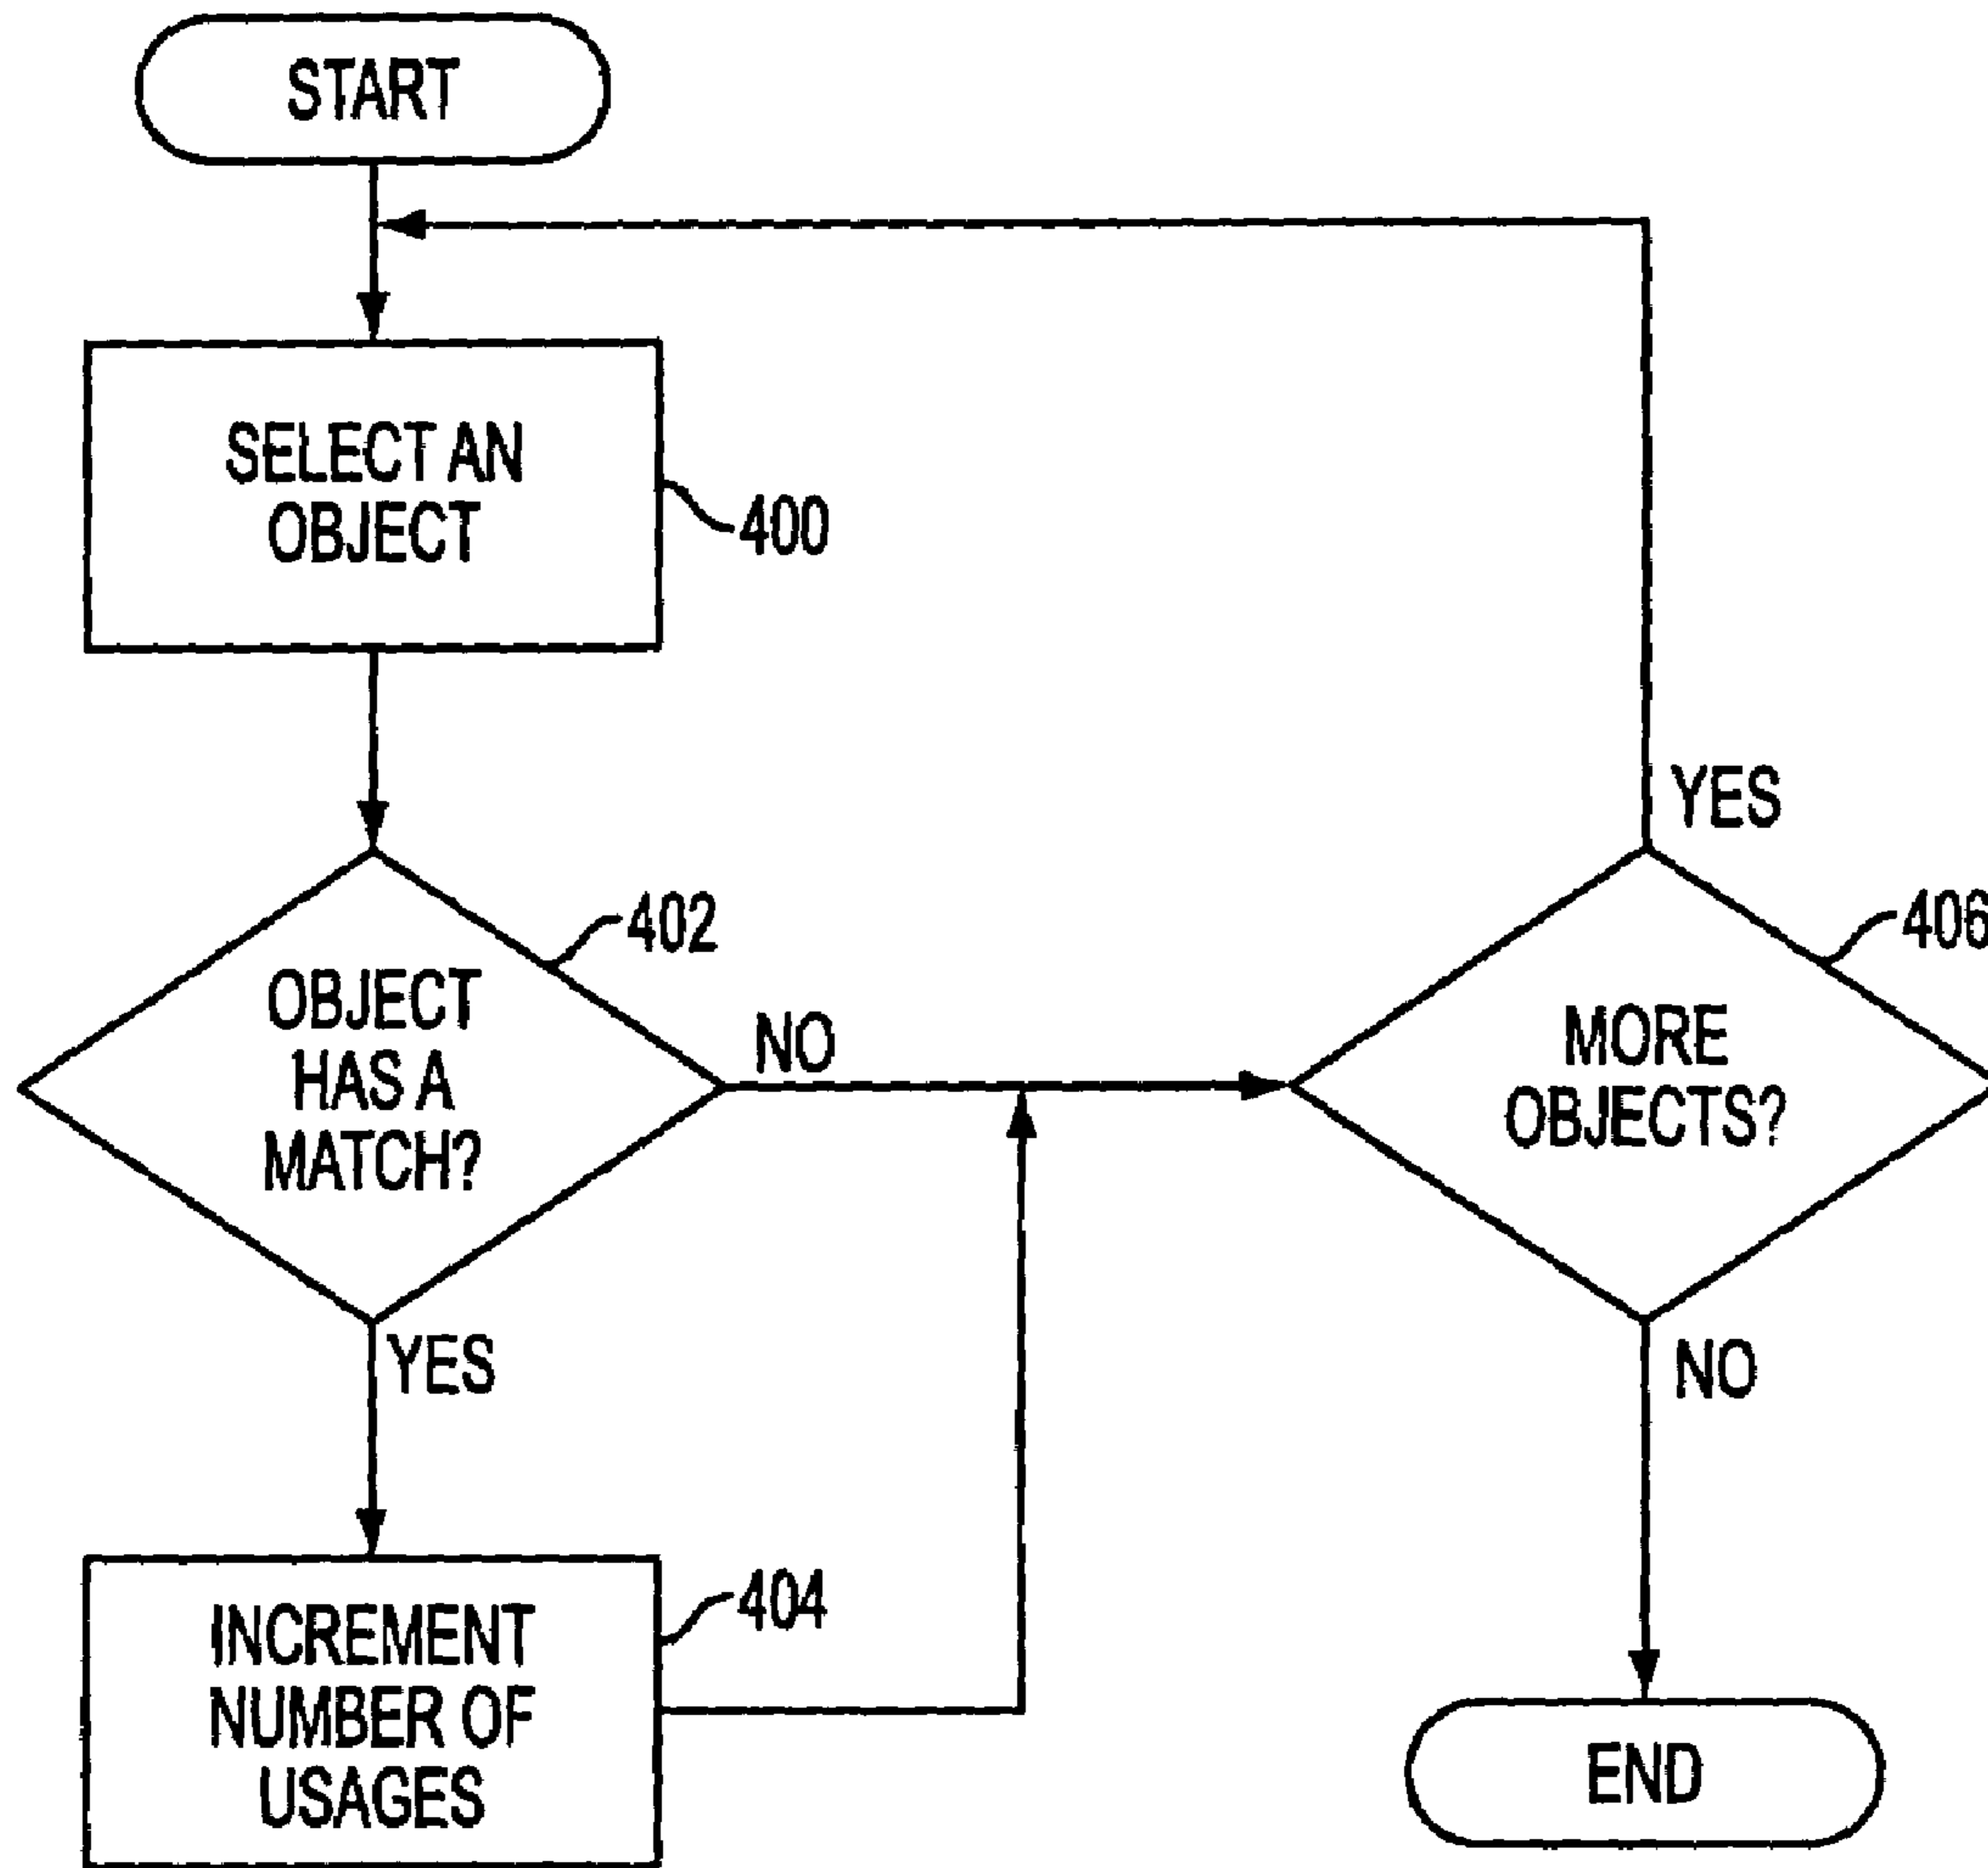 START
SELECT AN
OBJECT
400
402
OBJECT
HAS A
MATCH?
NO
YES
INCREMENT
NUMBER OF
USAGES
404
YES
406
MORE
OBJECTS?
NO
END